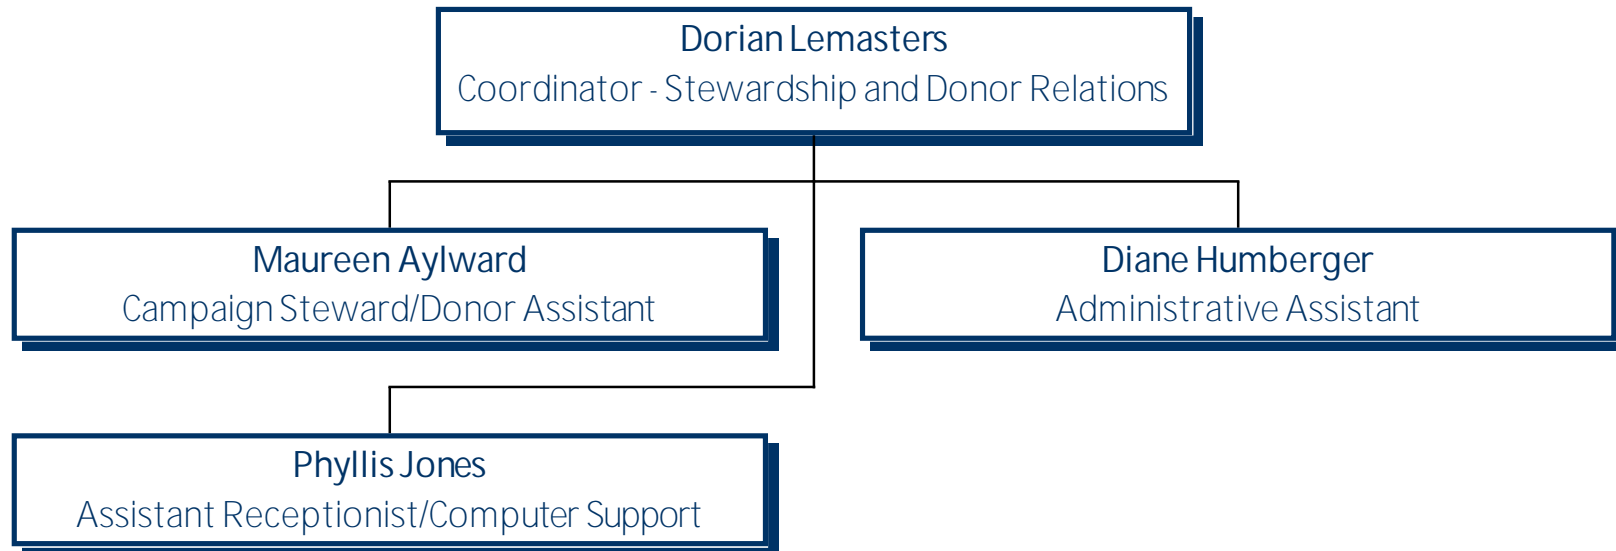 Dorian Lemasters
Coordinator - Stewardship and Donor Relations
Maureen Aylward
Campaign Steward/Donor Assistant
Diane Humberger
Administrative Assistant
Phyllis Jones
Assistant Receptionist/Computer Support